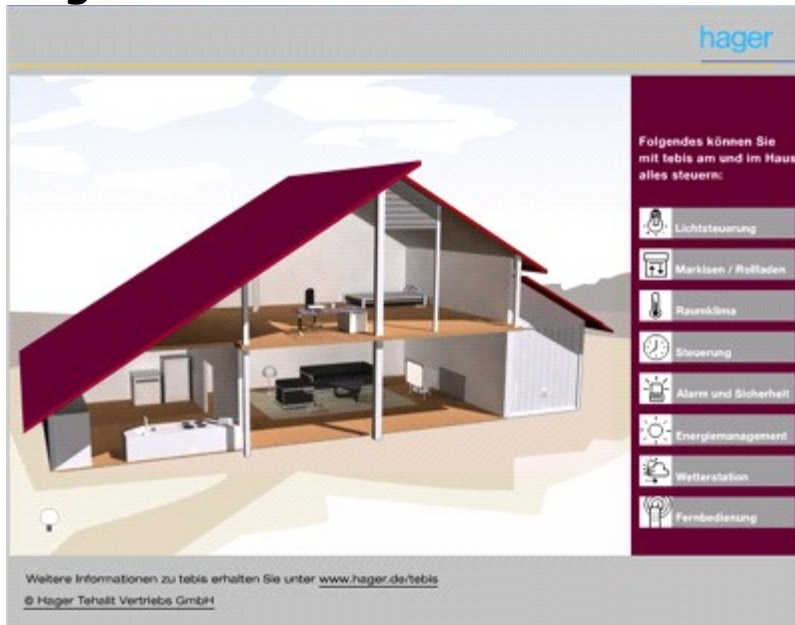 hager
Folgendes können Sie
mit tebis am und im Haus
alles steuern:
Lichtsteuerung
Markisen / Rollladen
Raumklima
Steuerung
Alarm und Sicherheit
Energiemanagement
Wetterstation
Fernbedienung
Weitere Informationen zu tebis erhalten Sie unter www.hager.de/tebis
© Hager Tehalit Vertriebs GmbH